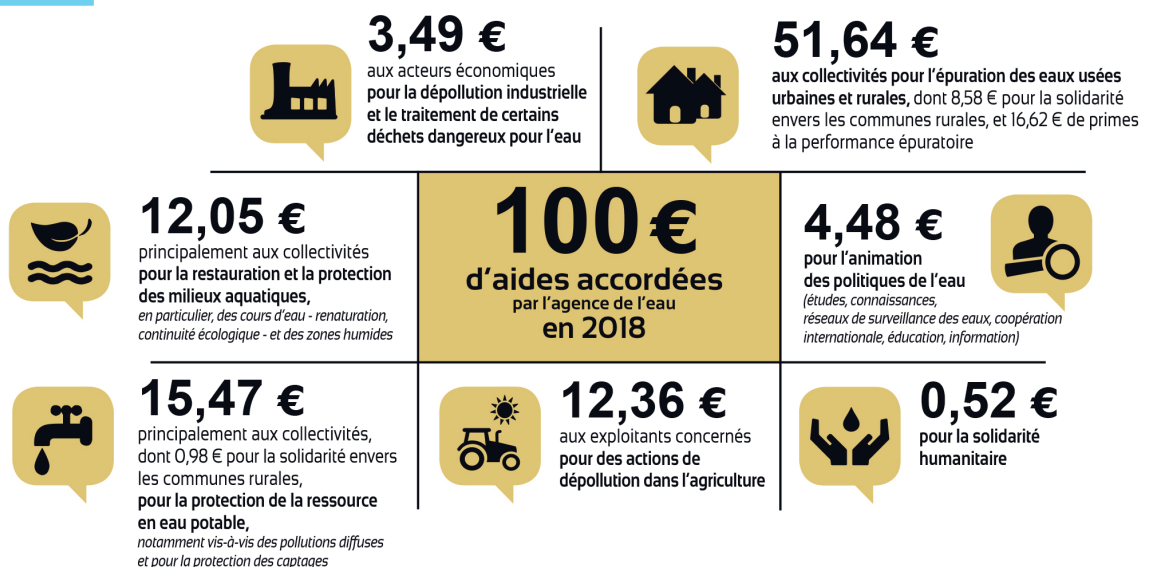 3,49 €
aux acteurs économiques
pour la dépollution industrielle
et le traitement de certains
déchets dangereux pour l'eau
51,64 €
aux collectivités pour l'épuration des eaux usées
urbaines et rurales, dont 8,58 € pour la solidarité
envers les communes rurales, et 16,62 € de primes
à la performance épuratoire
12,05 €
principalement aux collectivités
pour la restauration et la protection
des milieux aquatiques,
en particulier, des cours d'eau - renaturation,
continuité écologique - et des zones humides
100 €
d'aides accordées
par l'agence de l'eau
en 2018
4,48 €
pour l'animation
des politiques de l'eau
(études, connaissances,
réseaux de surveillance des eaux, coopération
internationale, éducation, information)
15,47 €
principalement aux collectivités,
dont 0,98 € pour la solidarité envers
les communes rurales,
pour la protection de la ressource
en eau potable,
notamment vis-à-vis des pollutions diffuses
et pour la protection des captages
12,36 €
aux exploitants concernés
pour des actions de
dépollution dans l'agriculture
0,52 €
pour la solidarité
humanitaire